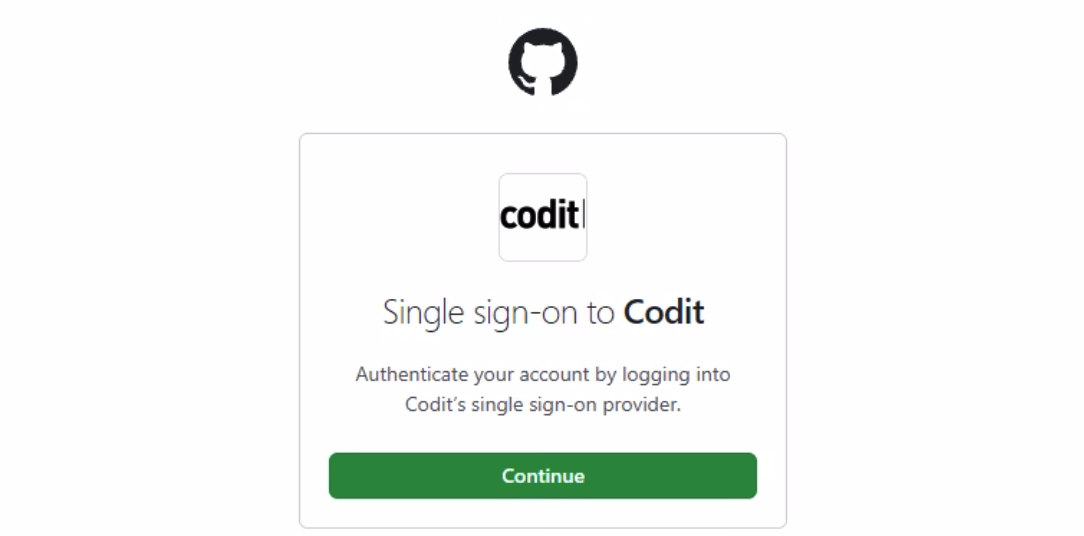 codit
Single sign-on to Codit
Authenticate your account by logging into
Codit's single sign-on provider.
Continue